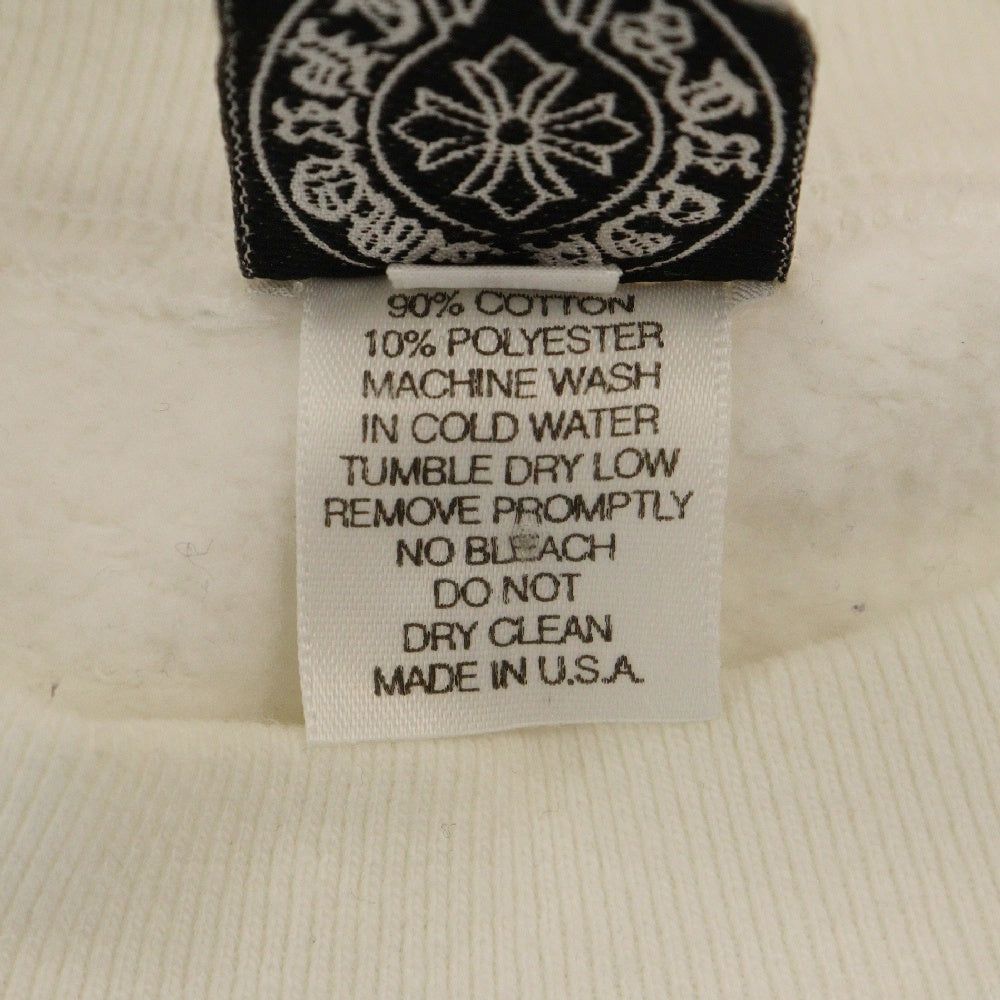 90% COTTON
10% POLYESTER
MACHINE WASH
IN COLD WATER
TUMBLE DRY LOW
REMOVE PROMPTLY
NO BLEACH
DO NOT
DRY CLEAN
MADE IN U.S.A.